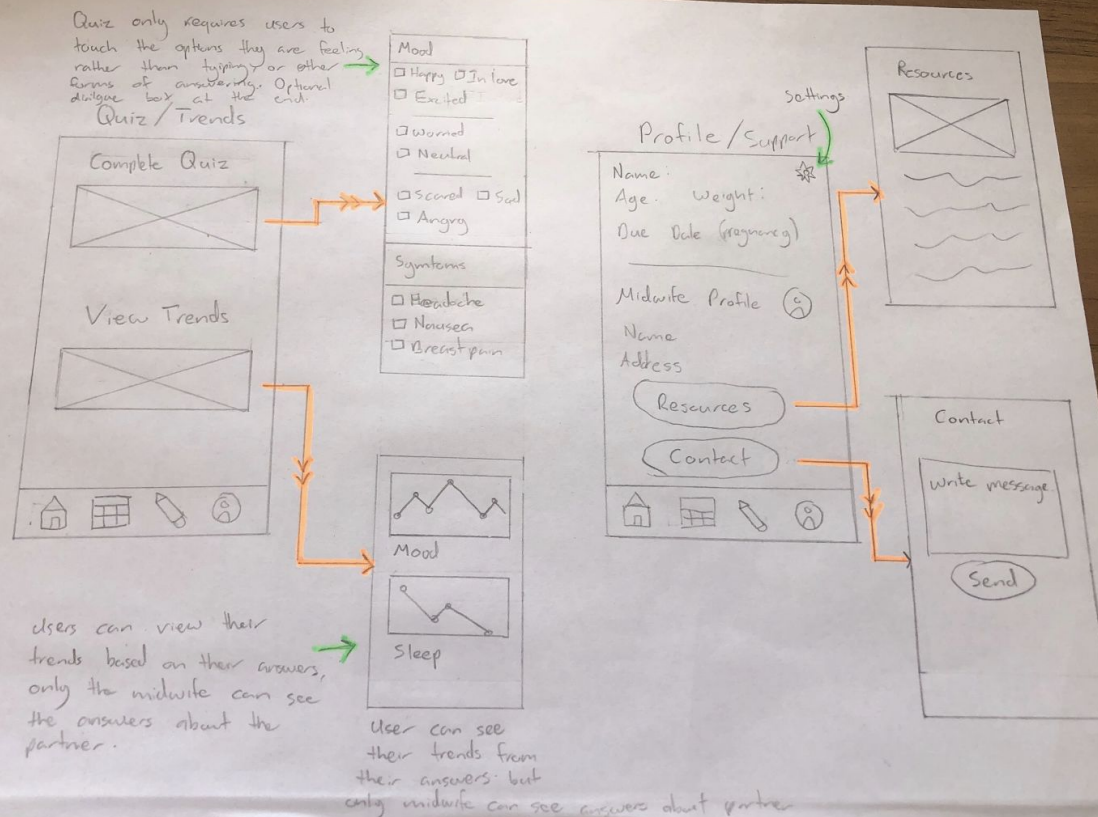 Quiz only requires users to
touch the options they are feeling
rather than tuiping or other
forms of answering. Optional
dialgue box at the end.
Quiz/Trends
Complete Quiz
View Trends
Mood
Happy In love
Excited
Worried
Neutral
Scared Sad
Angry
Symtoms
Headache
Nausea
Breast pain
Mood
Sleep
Users can view their
trends based on their answers,
only the midwife can see
the answers about the
partner.
User can see
their trends from
their answers but
only midwife can see answers about partner
Settings
Profile/Support
Name:
Age: Weight:
Due Date (pregnancy)
Midwife Profile
Name
Address
Resources
Contact
Resources
Contact
Write message
Send